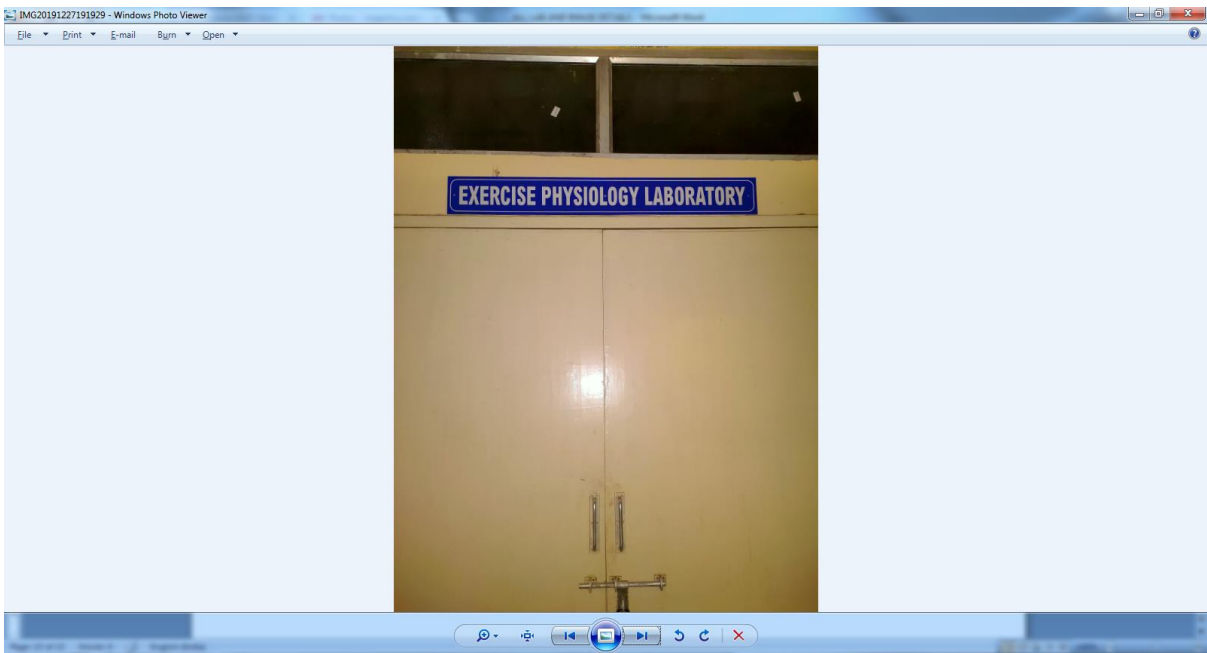 IMG20191227191929 - Windows Photo Viewer
File Print E-mail Burn Open
EXERCISE PHYSIOLOGY LABORATORY